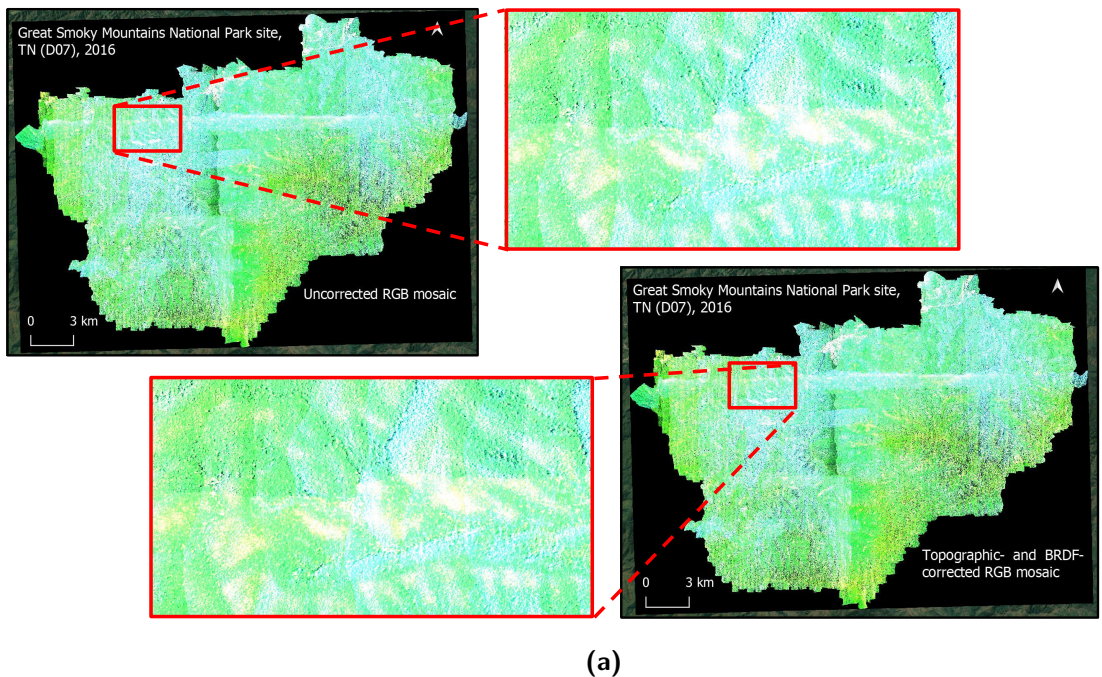 Great Smoky Mountains National Park site,
TN (D07), 2016
Uncorrected RGB mosaic
0 3 km
Great Smoky Mountains National Park site,
TN (D07), 2016
Topographic- and BRDF-
corrected RGB mosaic
0 3 km
(a)